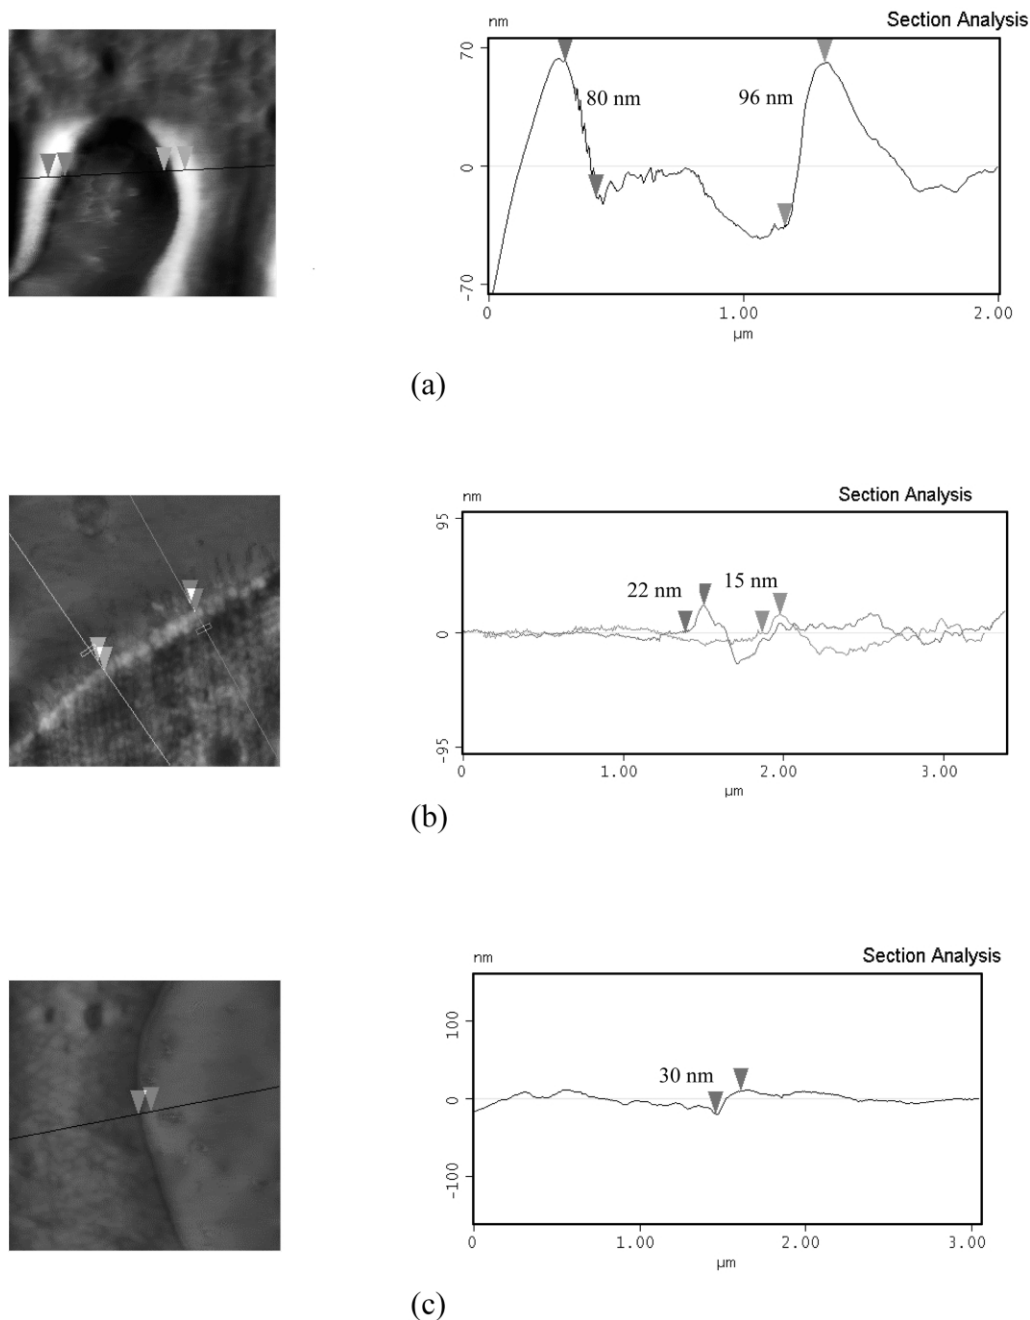 nm
Section Analysis
70
80 nm
96 nm
0
-70
0
1.00
2.00
µm
(a)
nm
Section Analysis
95
22 nm
15 nm
0
-95
0
1.00
2.00
3.00
µm
(b)
nm
Section Analysis
100
30 nm
0
-100
0
1.00
2.00
3.00
µm
(c)